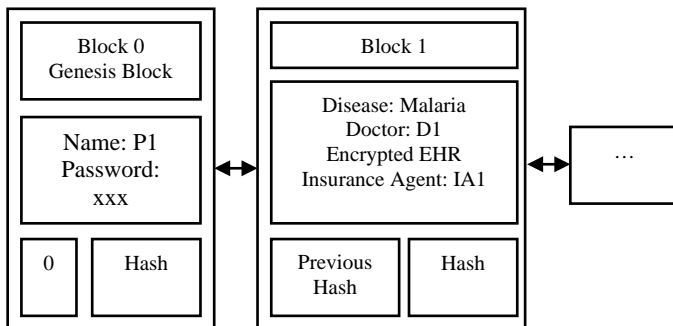 Block 0
Genesis Block
Name: P1
Password:
xxx
0
Hash
Block 1
Disease: Malaria
Doctor: D1
Encrypted EHR
Insurance Agent: IA1
Previous
Hash
Hash
…